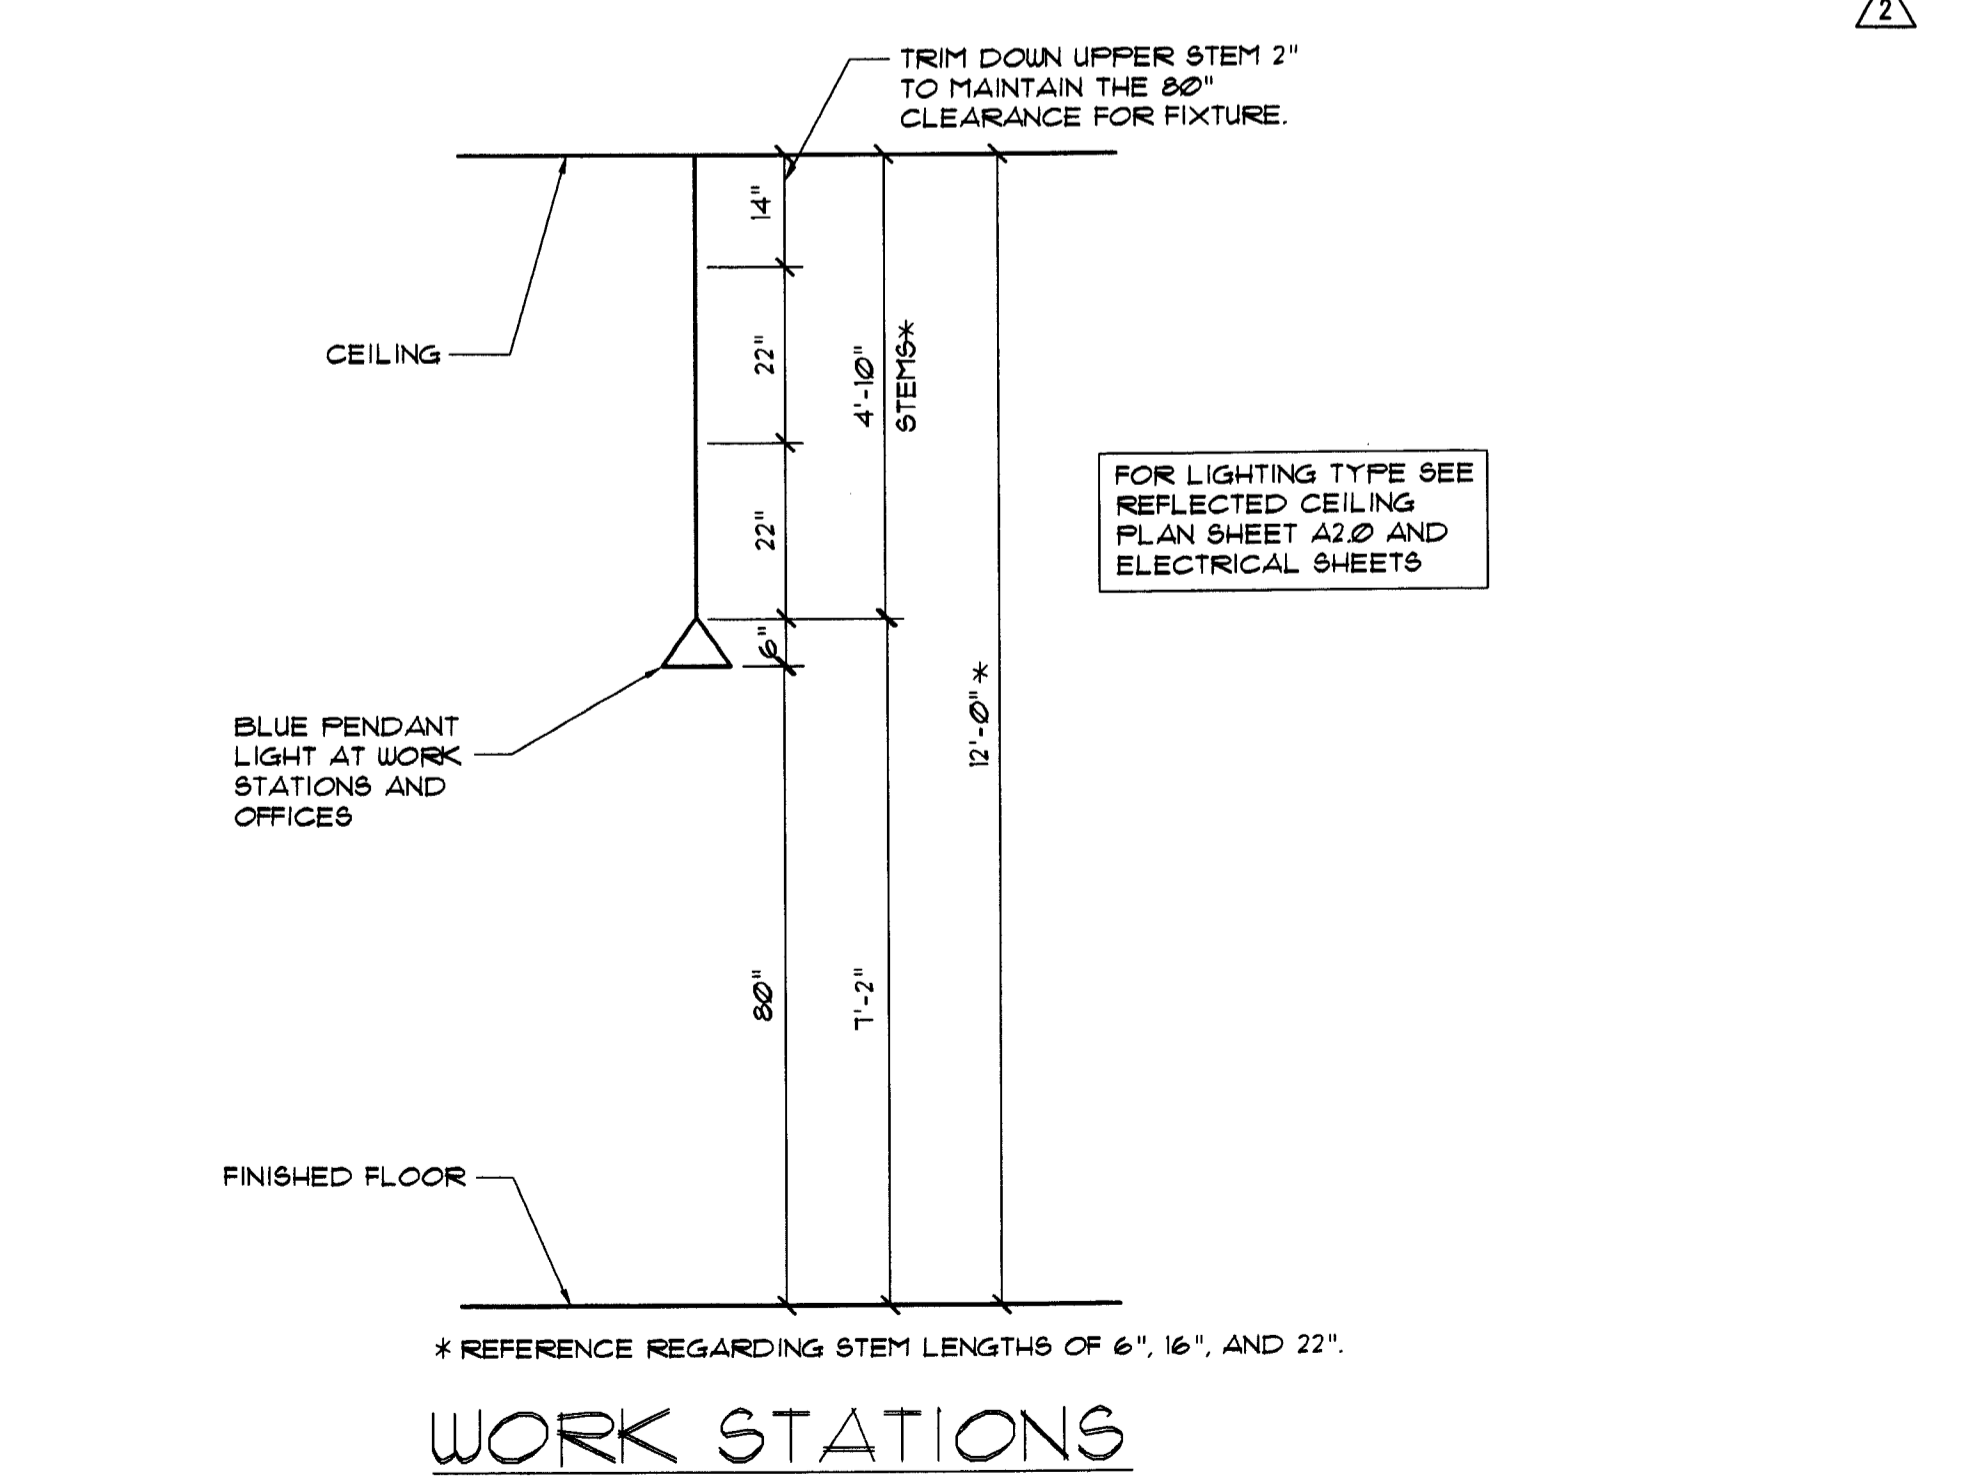 2
TRIM DOWN UPPER STEM 2"
TO MAINTAIN THE 80"
CLEARANCE FOR FIXTURE.
14"
CEILING
22"
4'-10"
STEMS*
FOR LIGHTING TYPE SEE
REFLECTED CEILING
PLAN SHEET A2.0 AND
ELECTRICAL SHEETS
22"
6"
12'-0" *
BLUE PENDANT
LIGHT AT WORK
STATIONS AND
OFFICES
80"
7'-2"
FINISHED FLOOR
* REFERENCE REGARDING STEM LENGTHS OF 6", 16", AND 22".
WORK STATIONS